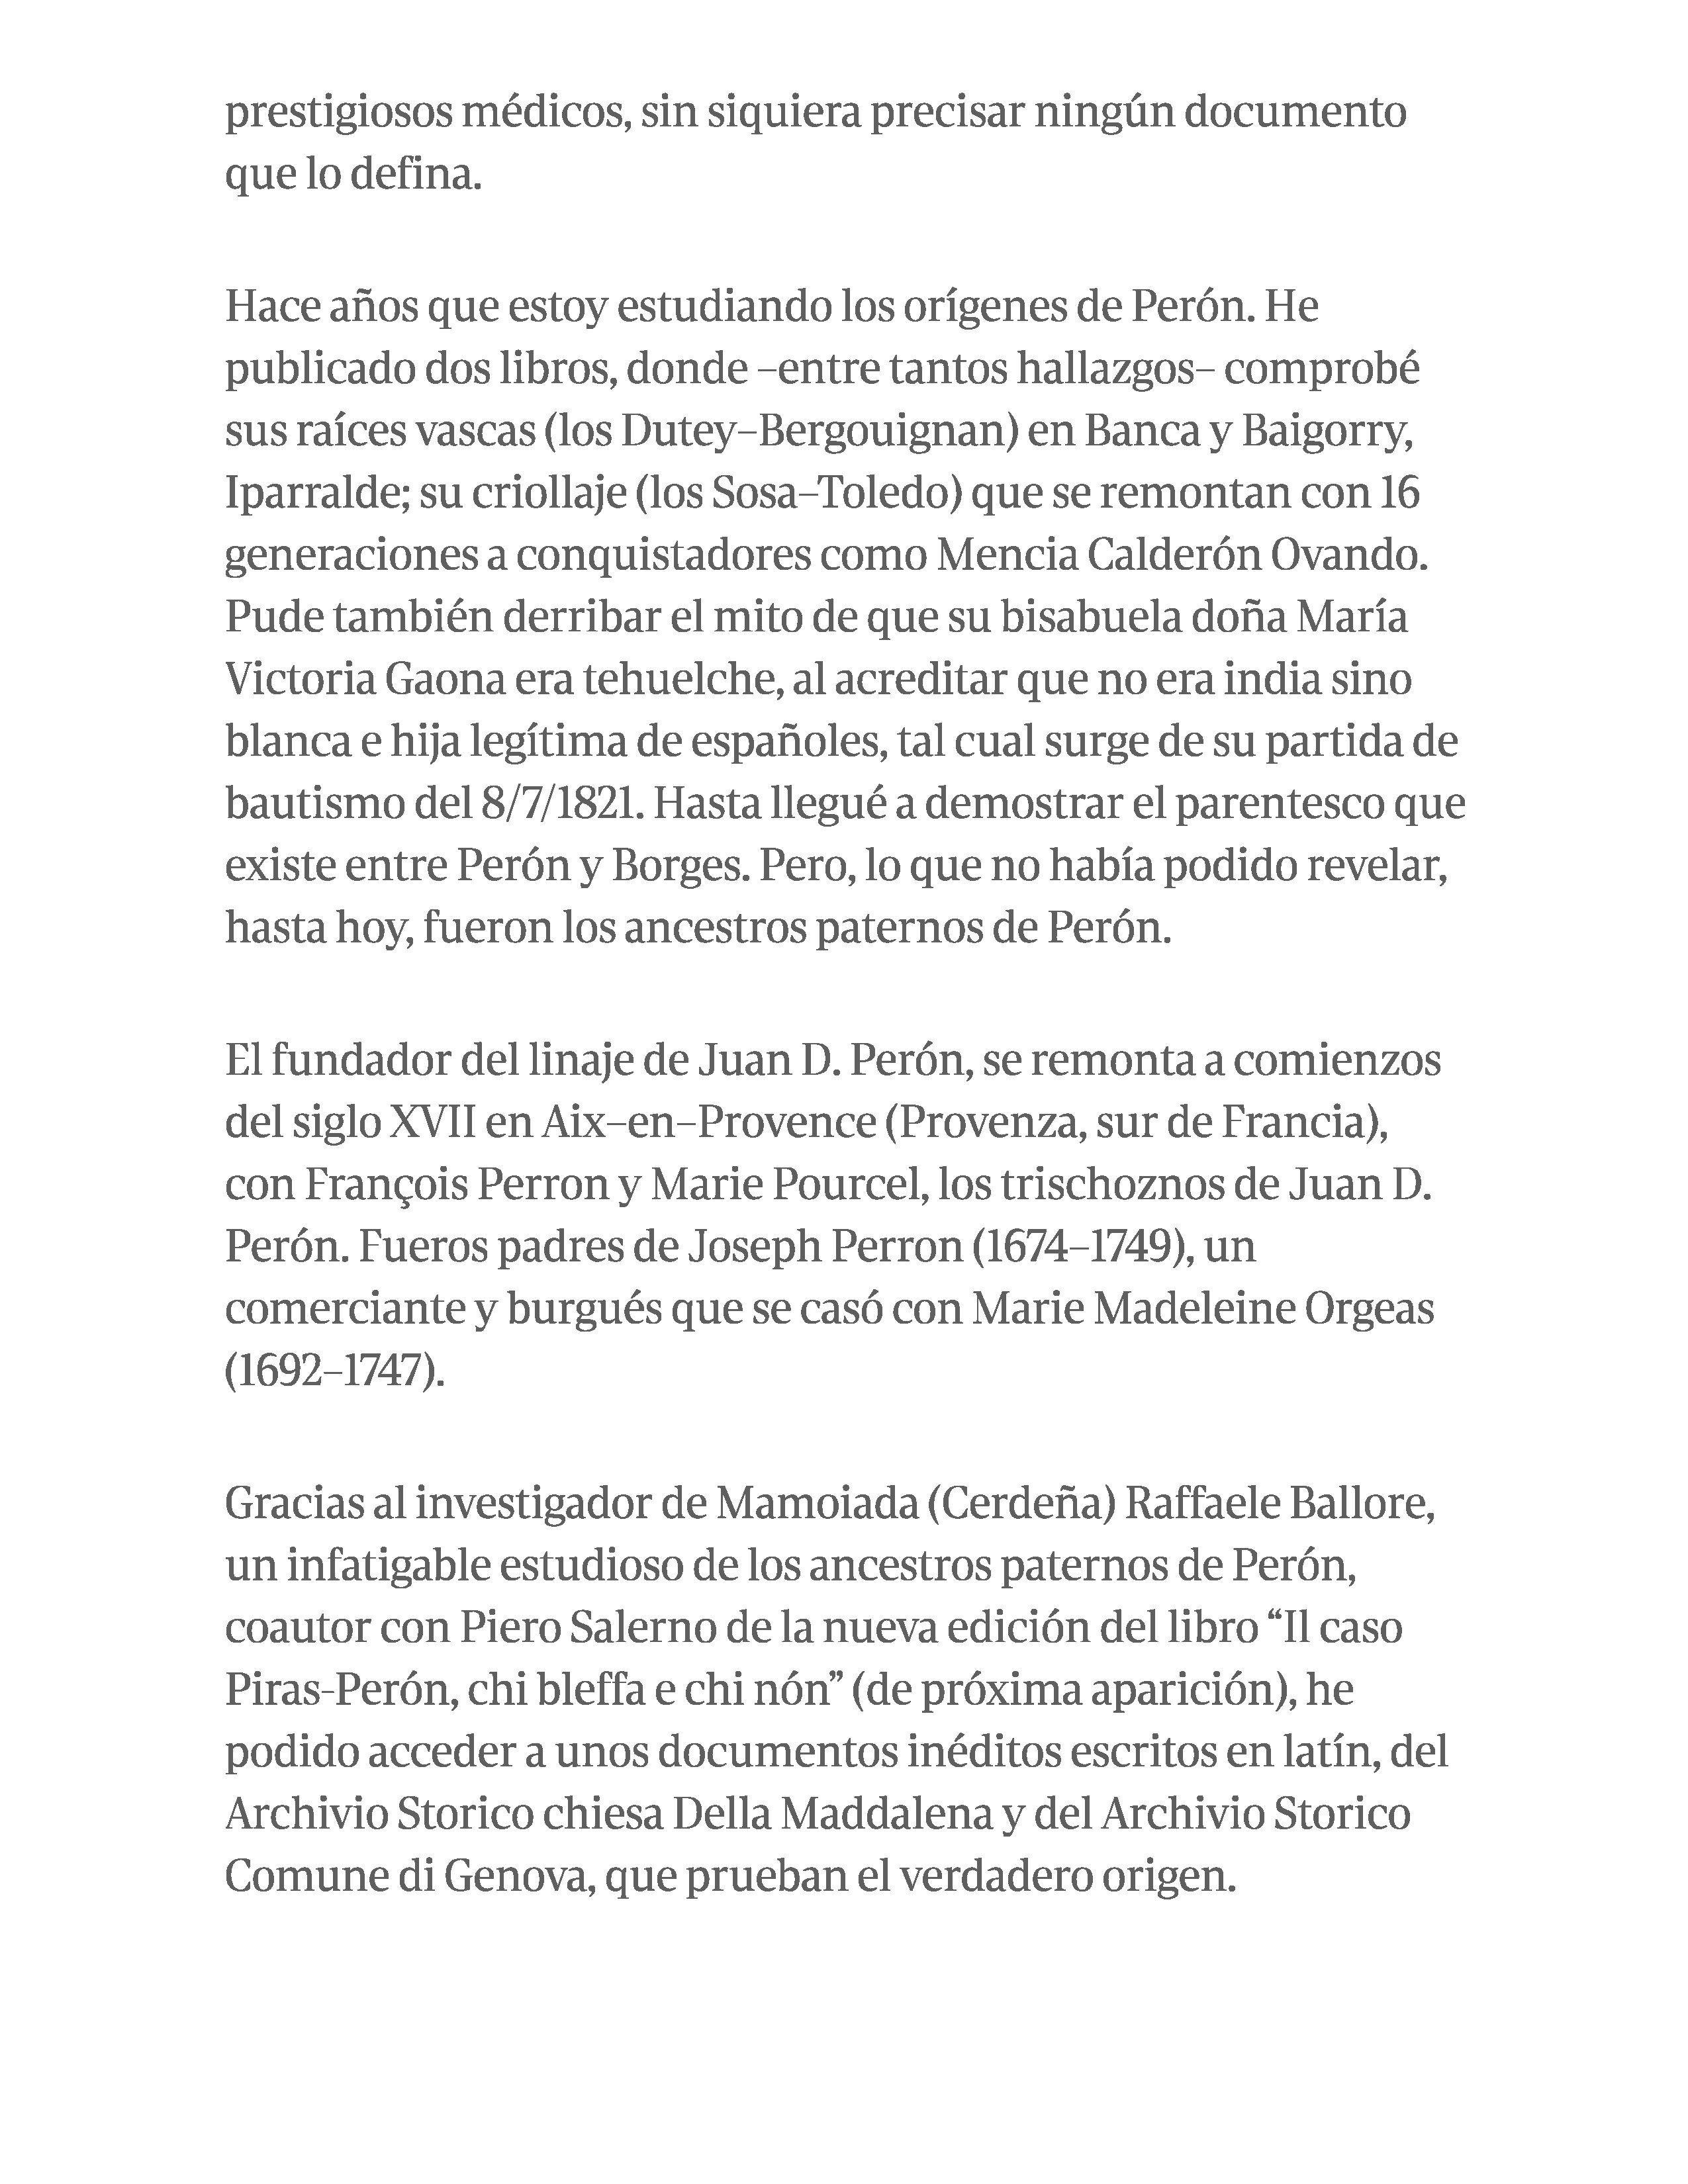 prestigiosos médicos, sin siquiera precisar ningún documento
que lo defina.
Hace años que estoy estudiando los orígenes de Perón. He
publicado dos libros, donde –entre tantos hallazgos– comprobé
sus raíces vascas (los Dutey–Bergouignan) en Banca y Baigorry,
Iparralde; su criollaje (los Sosa–Toledo) que se remontan con 16
generaciones a conquistadores como Mencia Calderón Ovando.
Pude también derribar el mito de que su bisabuela doña María
Victoria Gaona era tehuelche, al acreditar que no era india sino
blanca e hija legítima de españoles, tal cual surge de su partida de
bautismo del 8/7/1821. Hasta llegué a demostrar el parentesco que
existe entre Perón y Borges. Pero, lo que no había podido revelar,
hasta hoy, fueron los ancestros paternos de Perón.
El fundador del linaje de Juan D. Perón, se remonta a comienzos
del siglo XVII en Aix–en–Provence (Provenza, sur de Francia),
con François Perron y Marie Pourcel, los trischoznos de Juan D.
Perón. Fueros padres de Joseph Perron (1674–1749), un
comerciante y burgués que se casó con Marie Madeleine Orgeas
(1692–1747).
Gracias al investigador de Mamoiada (Cerdeña) Raffaele Ballore,
un infatigable estudioso de los ancestros paternos de Perón,
coautor con Piero Salerno de la nueva edición del libro “Il caso
Piras-Perón, chi bleffa e chi nón” (de próxima aparición), he
podido acceder a unos documentos inéditos escritos en latín, del
Archivio Storico chiesa Della Maddalena y del Archivio Storico
Comune di Genova, que prueban el verdadero origen.